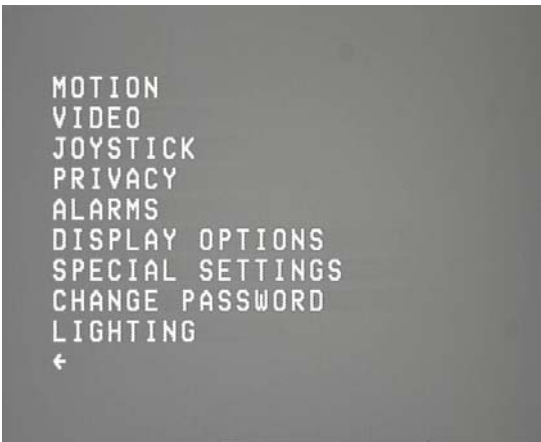 MOTION
VIDEO
JOYSTICK
PRIVACY
ALARMS
DISPLAY OPTIONS
SPECIAL SETTINGS
CHANGE PASSWORD
LIGHTING
←